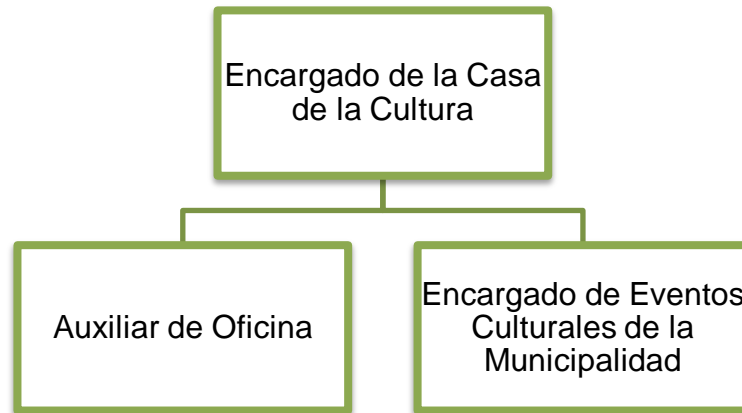 Encargado de la Casa
de la Cultura
Auxiliar de Oficina
Encargado de Eventos
Culturales de la
Municipalidad